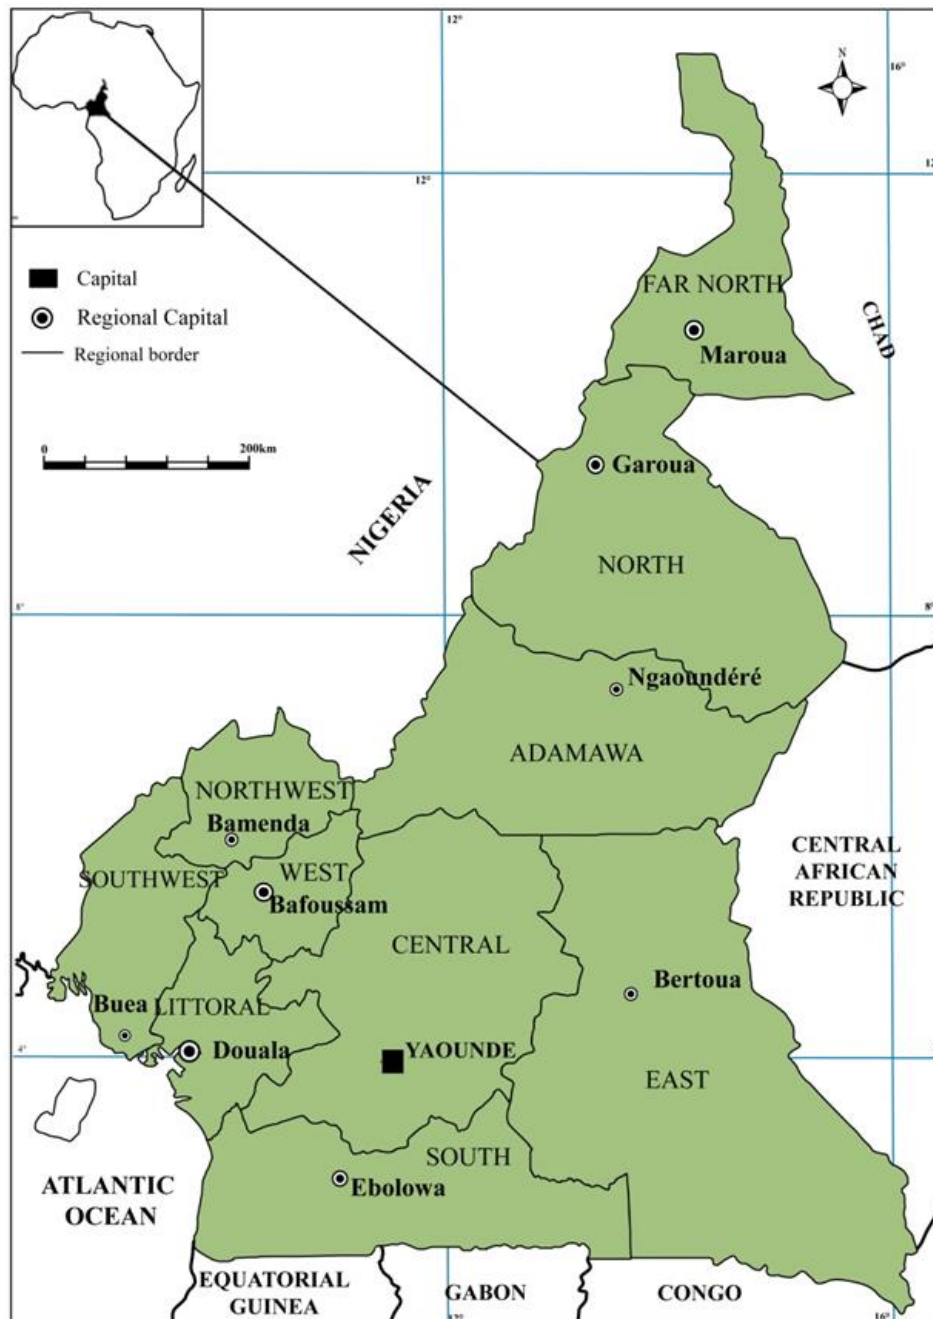 12°
16°
N
12°
Capital
Regional Capital
Regional border
0
200km
FAR NORTH
Maroua
CHAD
Garoua
NIGERIA
NORTH
8°
8°
Ngaoundéré
ADAMAWA
NORTHWEST
Bamenda
SOUTHWEST
WEST
Bafoussam
CENTRAL
AFRICAN
REPUBLIC
CENTRAL
Bertoua
Buea
LITTORAL
Douala
YAOUNDE
4°
EAST
SOUTH
Ebolowa
ATLANTIC
OCEAN
EQUATORIAL
GUINEA
GABON
CONGO
16°